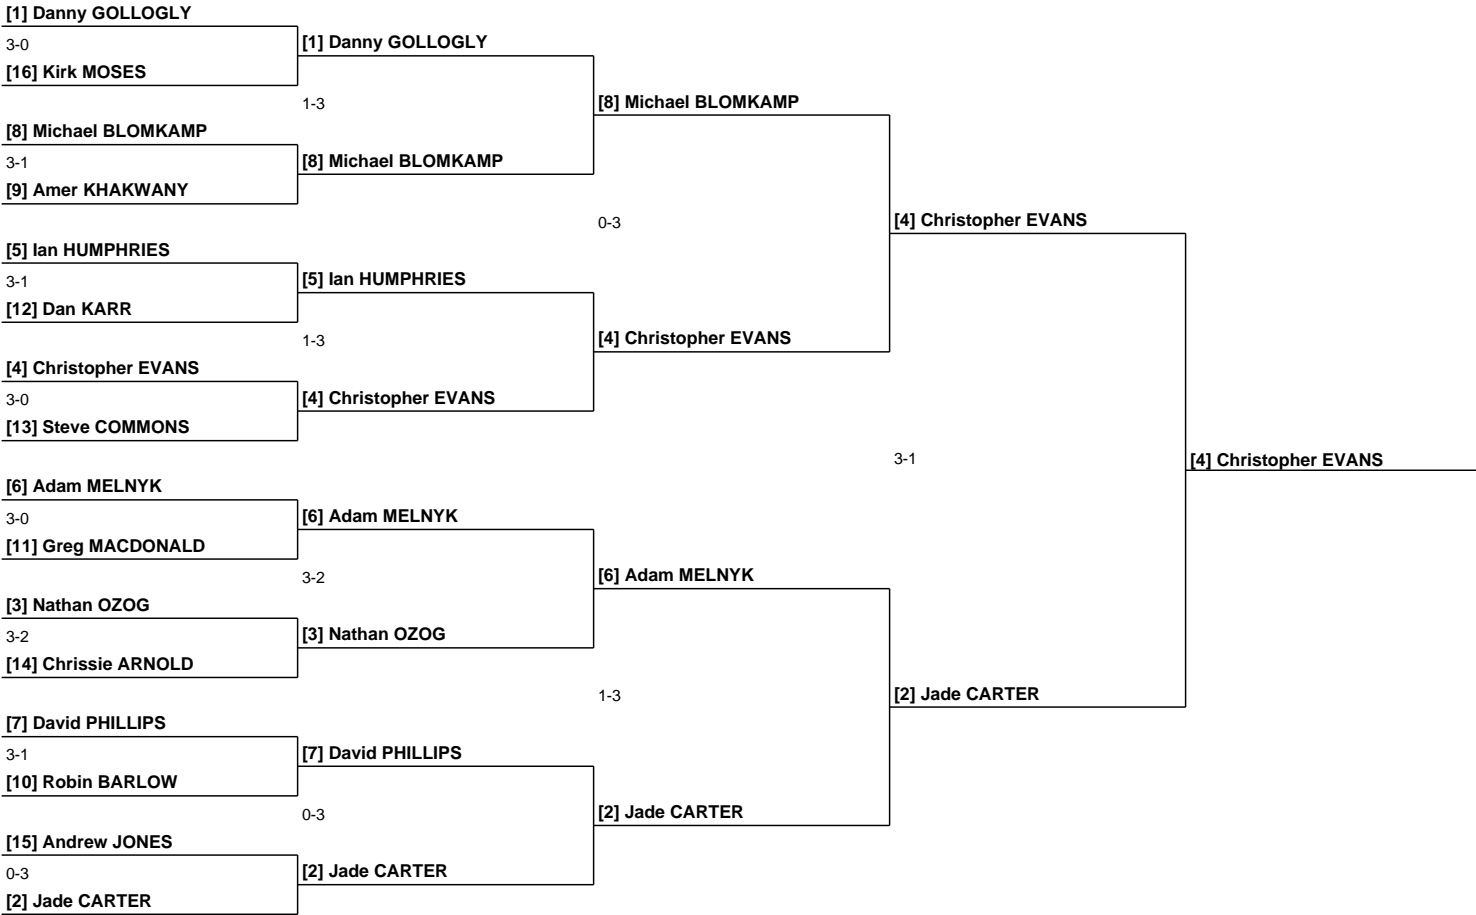 [1] Danny GOLLOGLY
3-0
[16] Kirk MOSES
[8] Michael BLOMKAMP
3-1
[9] Amer KHAKWANY
[5] Ian HUMPHRIES
3-1
[12] Dan KARR
[4] Christopher EVANS
3-0
[13] Steve COMMONS
[6] Adam MELNYK
3-0
[11] Greg MACDONALD
[3] Nathan OZOG
3-2
[14] Chrissie ARNOLD
[7] David PHILLIPS
3-1
[10] Robin BARLOW
[15] Andrew JONES
0-3
[2] Jade CARTER
[1] Danny GOLLOGLY
1-3
[8] Michael BLOMKAMP
[5] Ian HUMPHRIES
1-3
[4] Christopher EVANS
[6] Adam MELNYK
3-2
[3] Nathan OZOG
[7] David PHILLIPS
0-3
[2] Jade CARTER
[8] Michael BLOMKAMP
0-3
[4] Christopher EVANS
[6] Adam MELNYK
1-3
[2] Jade CARTER
[4] Christopher EVANS
3-1
[2] Jade CARTER
[4] Christopher EVANS